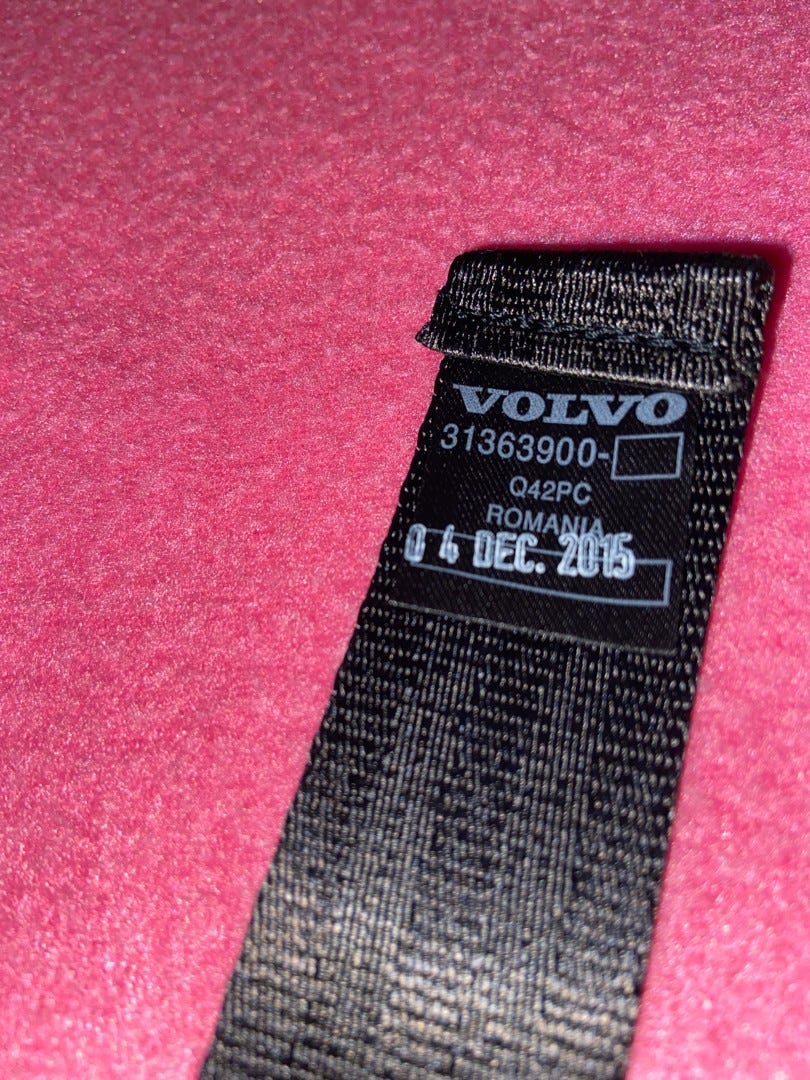 VOLVO
31363900-
Q42PC
ROMANIA
04 DEC. 2015